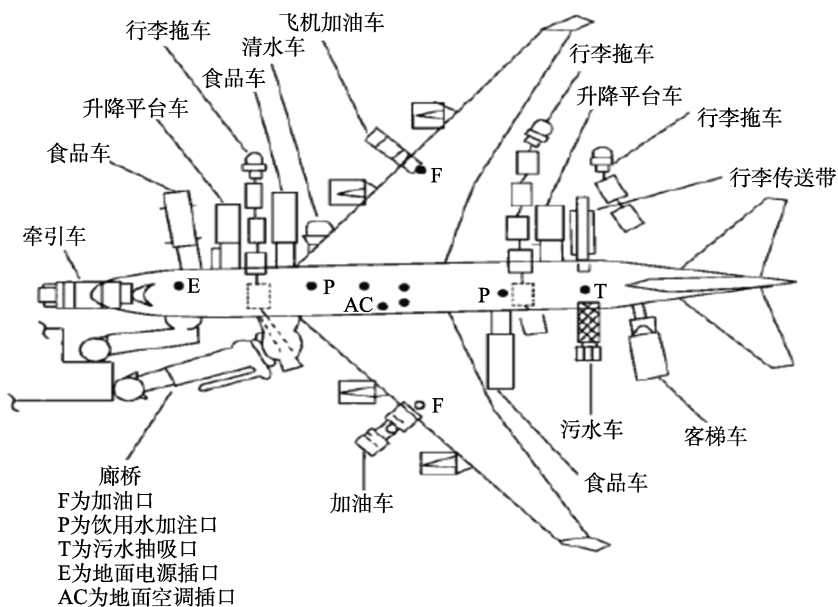 飞机加油车
行李拖车
清水车
行李拖车
食品车
升降平台车
升降平台车
行李拖车
食品车
行李传送带
牵引车
F
E
P
P
T
AC
F
污水车
客梯车
廊桥
食品车
加油车
F为加油口
P为饮用水加注口
T为污水抽吸口
E为地面电源插口
AC为地面空调插口